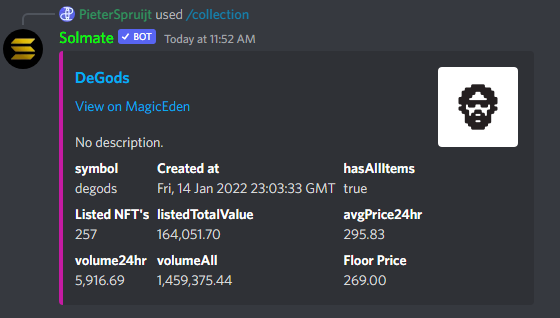 PieterSpruijt used /collection
Solmate ✓ BOT Today at 11:52 AM
DeGods
View on MagicEden
No description.
symbol Created at hasAllItems
degods Fri, 14 Jan 2022 23:03:33 GMT true
Listed NFT's listedTotalValue avgPrice24hr
257 164,051.70 295.83
volume24hr volumeAll Floor Price
5,916.69 1,459,375.44 269.00